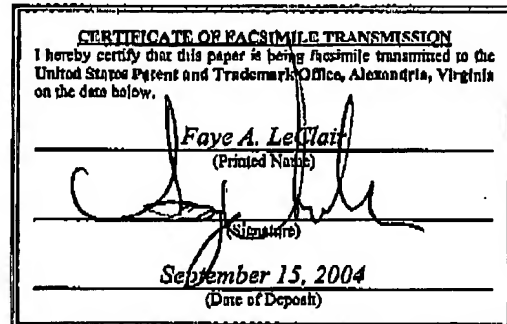 CERTIFICATE OF FACSIMILE TRANSMISSION
I hereby certify that this paper is being facsimile transmitted to the
United States Patent and Trademark Office, Alexandria, Virginia
on the date below.
Faye A. LeClair
(Printed Name)
(Signature)
September 15, 2004
(Date of Deposit)